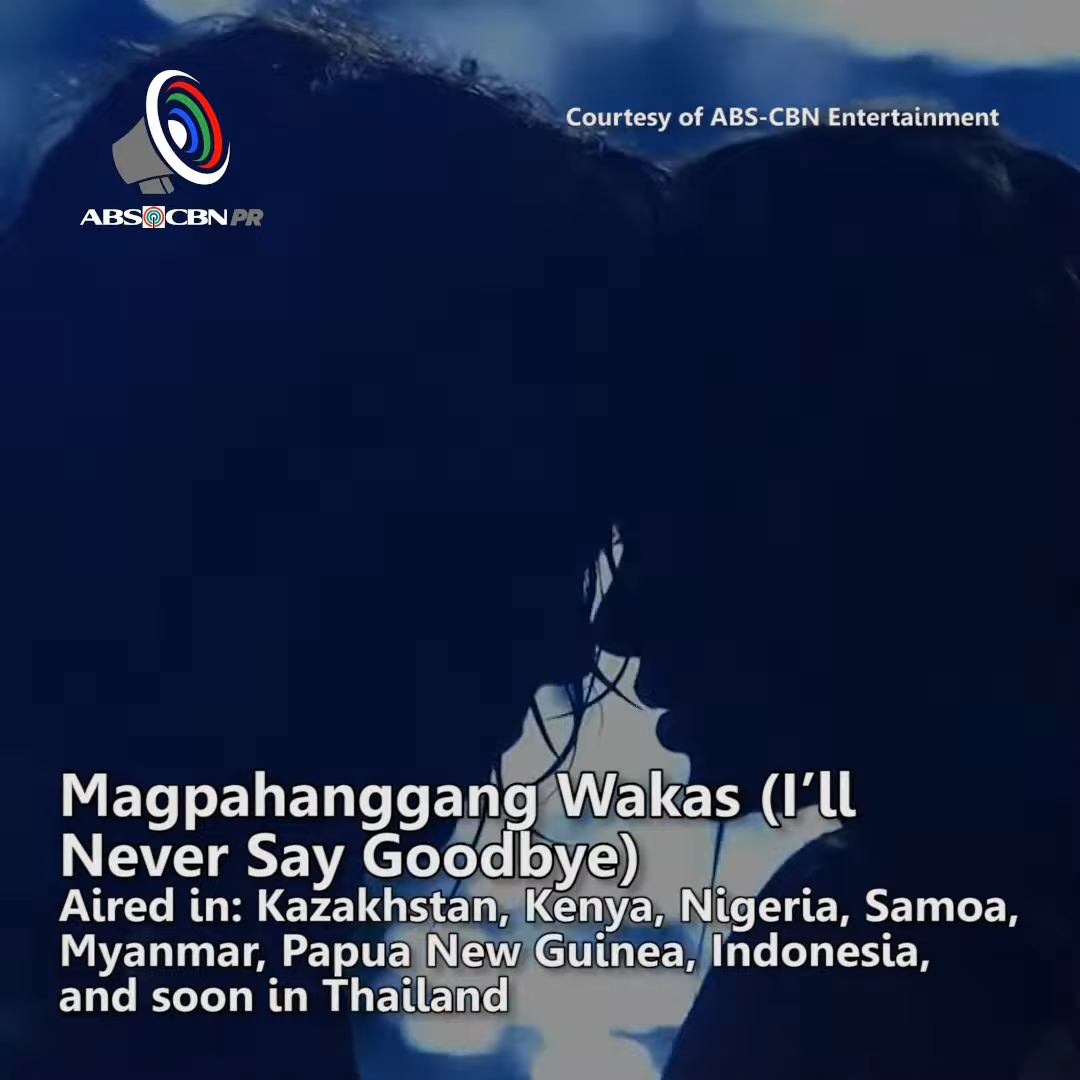 Courtesy of ABS-CBN Entertainment
ABS CBN PR
Magpahanggang Wakas (I’ll
Never Say Goodbye)
Aired in: Kazakhstan, Kenya, Nigeria, Samoa,
Myanmar, Papua New Guinea, Indonesia,
and soon in Thailand